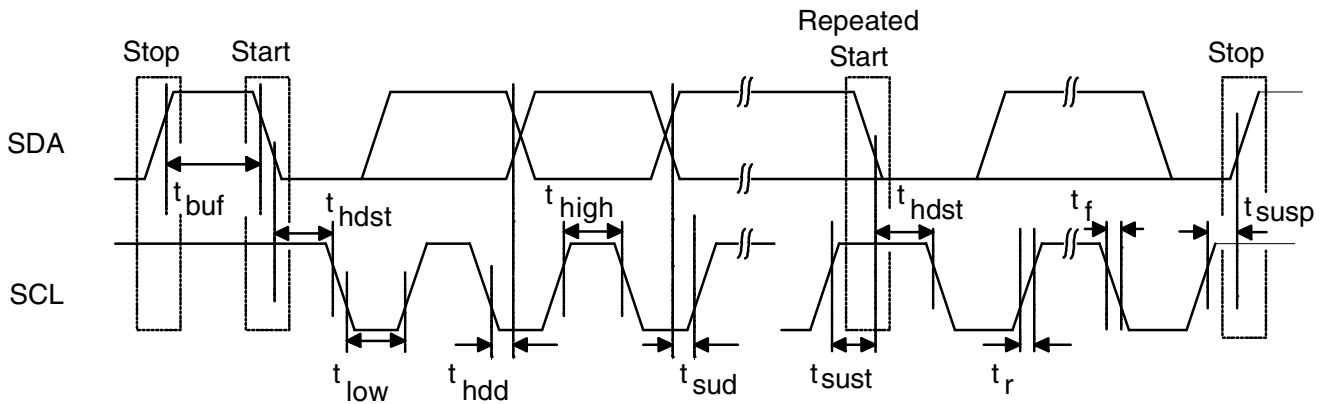 Stop
Start
Repeated
Start
Stop
SDA
t buf
t hdst
t high
t hdst
t f
t susp
SCL
t low
t hdd
t sud
t sust
t r